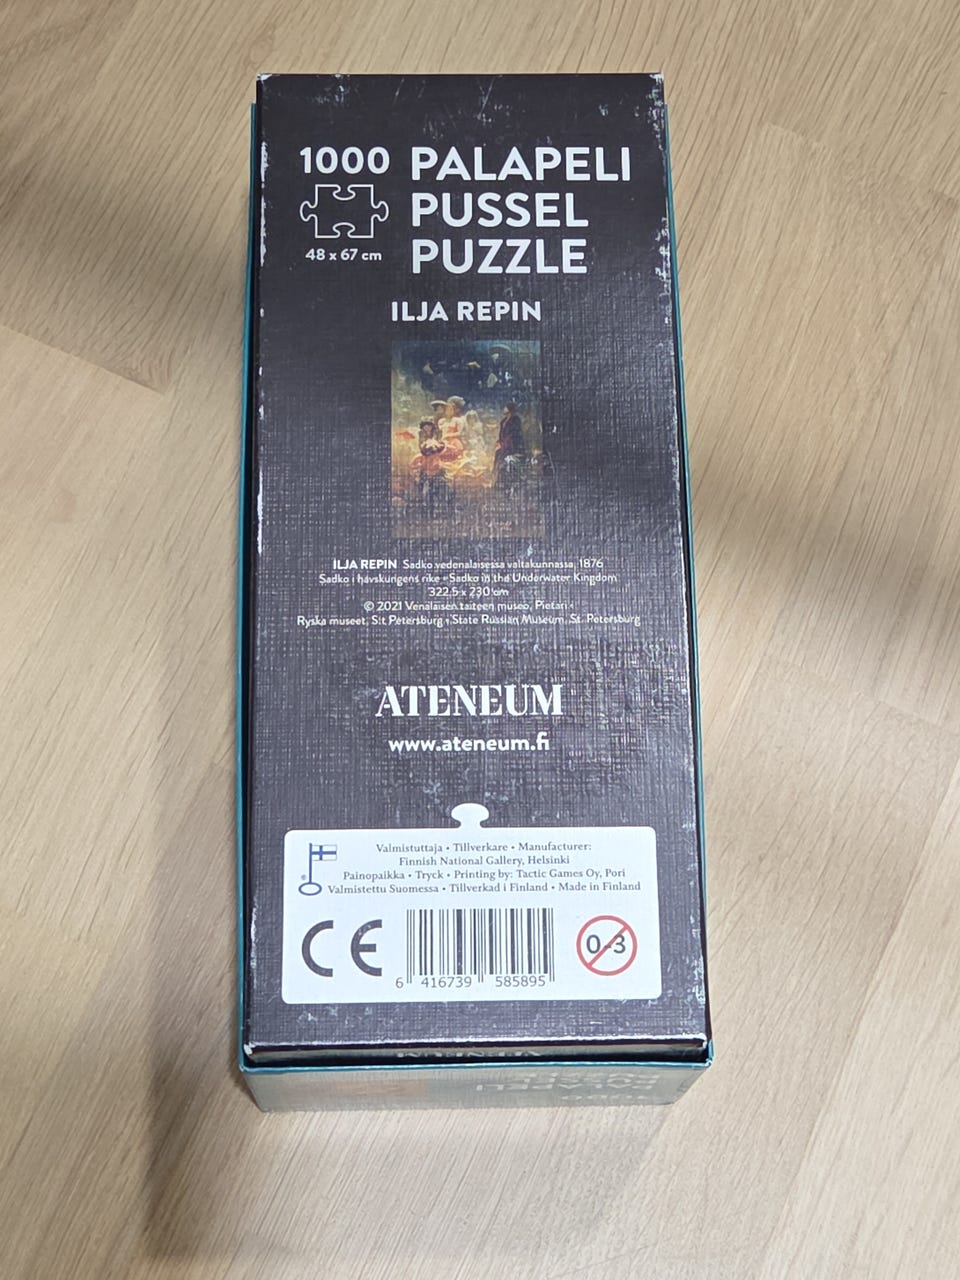 1000
48 x 67 cm
PALAPELI
PUSSEL
PUZZLE
ILJA REPIN
ILJA REPIN Sadko vedenalaisessa valtakunnassa, 1876
Sadko i havskungens rike • Sadko in the Underwater Kingdom
322,5 x 230 cm
© 2021 Venäläisen taiteen museo, Pietari •
Ryska museet, S:t Petersburg • State Russian Museum, St. Petersburg
ATENEUM
www.ateneum.fi
Valmistuttaja • Tillverkare • Manufacturer:
Finnish National Gallery, Helsinki
Painopaikka • Tryck • Printing by: Tactic Games Oy, Pori
Valmistettu Suomessa • Tillverkad i Finland • Made in Finland
CE
0-3
6 416739 585895
ATENEUM
PALAPELI
1000